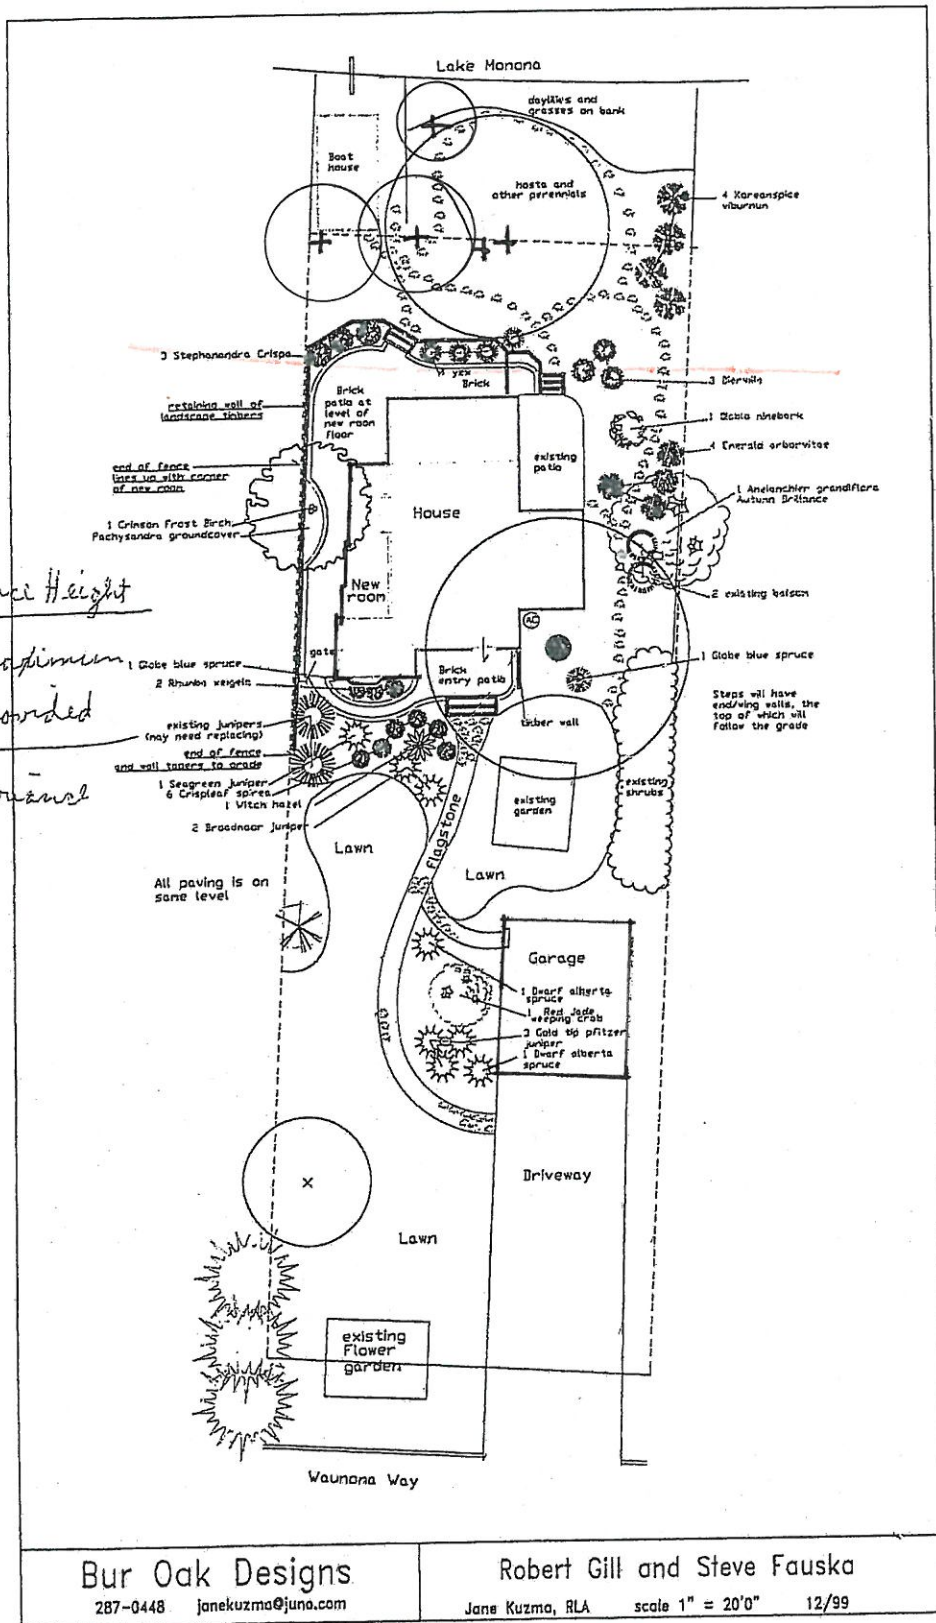 Lake Monona
daylilies and
grasses on bank
Boat
house
hosta and
other perennials
4 Koreanspice
viburnum
3 Stephanandra Crispa
yew
Brick
Brick
patio at
level of
new room
floor
retaining wall of
landscape timbers
3 Diervilla
1 Diablo ninebark
4 Emerald arborvitae
existing
patio
end of fence
lines up with corner
of new room
1 Amelanchier grandiflora
Autumn Brilliance
House
1 Crimson Frost Birch
Pachysandra groundcover
New
room
2 existing balsam
Height
gate
AC
1 Globe blue spruce
2 Rhumba weigela
Brick
entry patio
1 Globe blue spruce
timber wall
Steps will have
end/wing walls, the
top of which will
follow the grade
existing junipers
(may need replacing)
end of fence
and wall tapers to grade
1 Seagreen juniper
6 Crispleaf spirea
1 Witch hazel
2 Broadmoor juniper
existing
garden
existing
shrubs
Flagstone
Lawn
Lawn
All paving is on
same level
Garage
1 Dwarf alberta
spruce
1 Red Jade
weeping crab
3 Gold tip pfitzer
juniper
1 Dwarf alberta
spruce
Driveway
Lawn
existing
Flower
garden
Waunona Way
Bur Oak Designs
287-0448 janekuzma@juno.com
Robert Gill and Steve Fauska
Jane Kuzma, RLA scale 1" = 20'0" 12/99